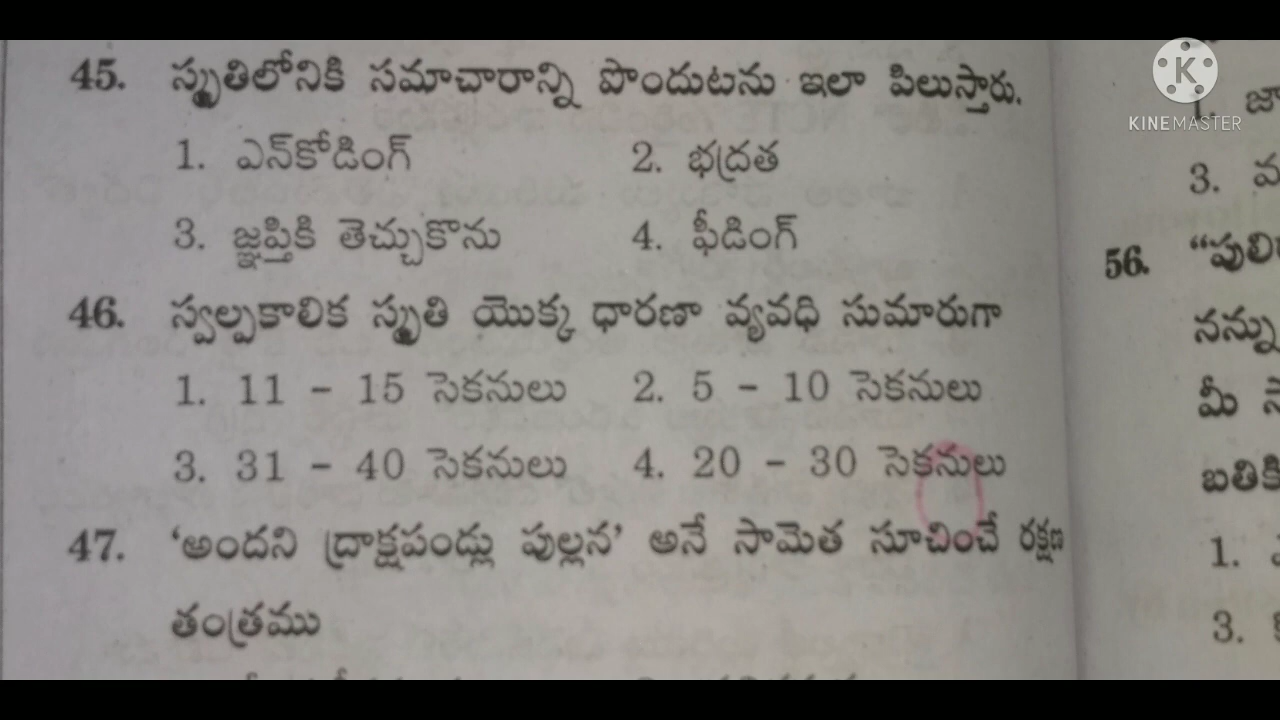 45. స్మృతిలోనికి సమాచారాన్ని పొందుటను ఇలా పిలుస్తారు.
1. ఎన్‌కోడింగ్ 2. భద్రత
3. జ్ఞప్తికి తెచ్చుకొను 4. ఫీడింగ్
46. స్వల్పకాలిక స్మృతి యొక్క ధారణా వ్యవధి సుమారుగా
1. 11 - 15 సెకనులు 2. 5 - 10 సెకనులు
3. 31 - 40 సెకనులు 4. 20 - 30 సెకనులు
47. 'అందని ద్రాక్షపండ్లు పుల్లన' అనే సామెత సూచించే రక్షణ
తంత్రము
K
KINEMASTER
3.
56.
నన్ను
మీ
1.
3.